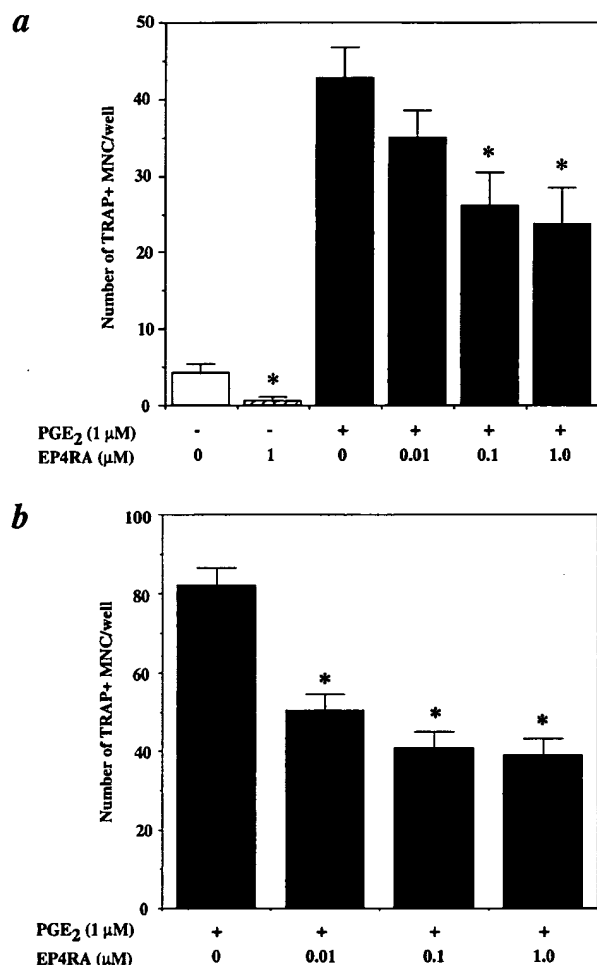 a
50
40
30
20
10
0
Number of TRAP+ MNC/well
*
*
*
PGE2 (1 μM) - - + + + +
EP4RA (μM) 0 1 0 0.01 0.1 1.0
b
100
80
60
40
20
0
Number of TRAP+ MNC/well
*
*
*
PGE2 (1 μM) + + + +
EP4RA (μM) 0 0.01 0.1 1.0